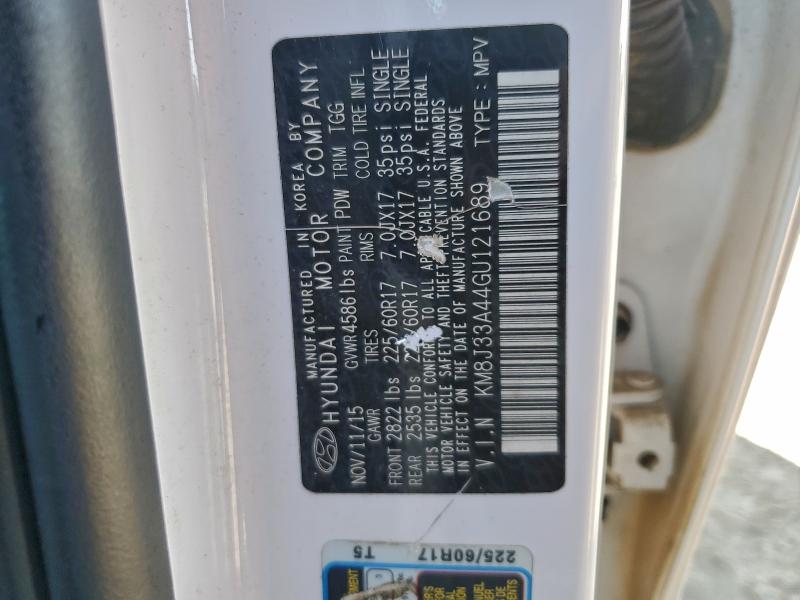 MANUFACTURED IN KOREA BY
HYUNDAI MOTOR COMPANY
NOV/11/15 GVWR 4586 lbs PAINT PDW TRIM TGG
GAWR TIRES RIMS COLD TIRE INFL
FRONT 2822 lbs 225/60R17 7.0JX17 35psi SINGLE
REAR 2535 lbs 60R17 7.0JX17 35psi SINGLE
THIS VEHICLE CONFORMS TO ALL APPLICABLE U.S.A. FEDERAL
MOTOR VEHICLE SAFETY AND THEFT PREVENTION STANDARDS
IN EFFECT ON THE DATE OF MANUFACTURE SHOWN ABOVE
V.I.N KM8J33A44GU121689 TYPE : MPV
T5
225/60R17